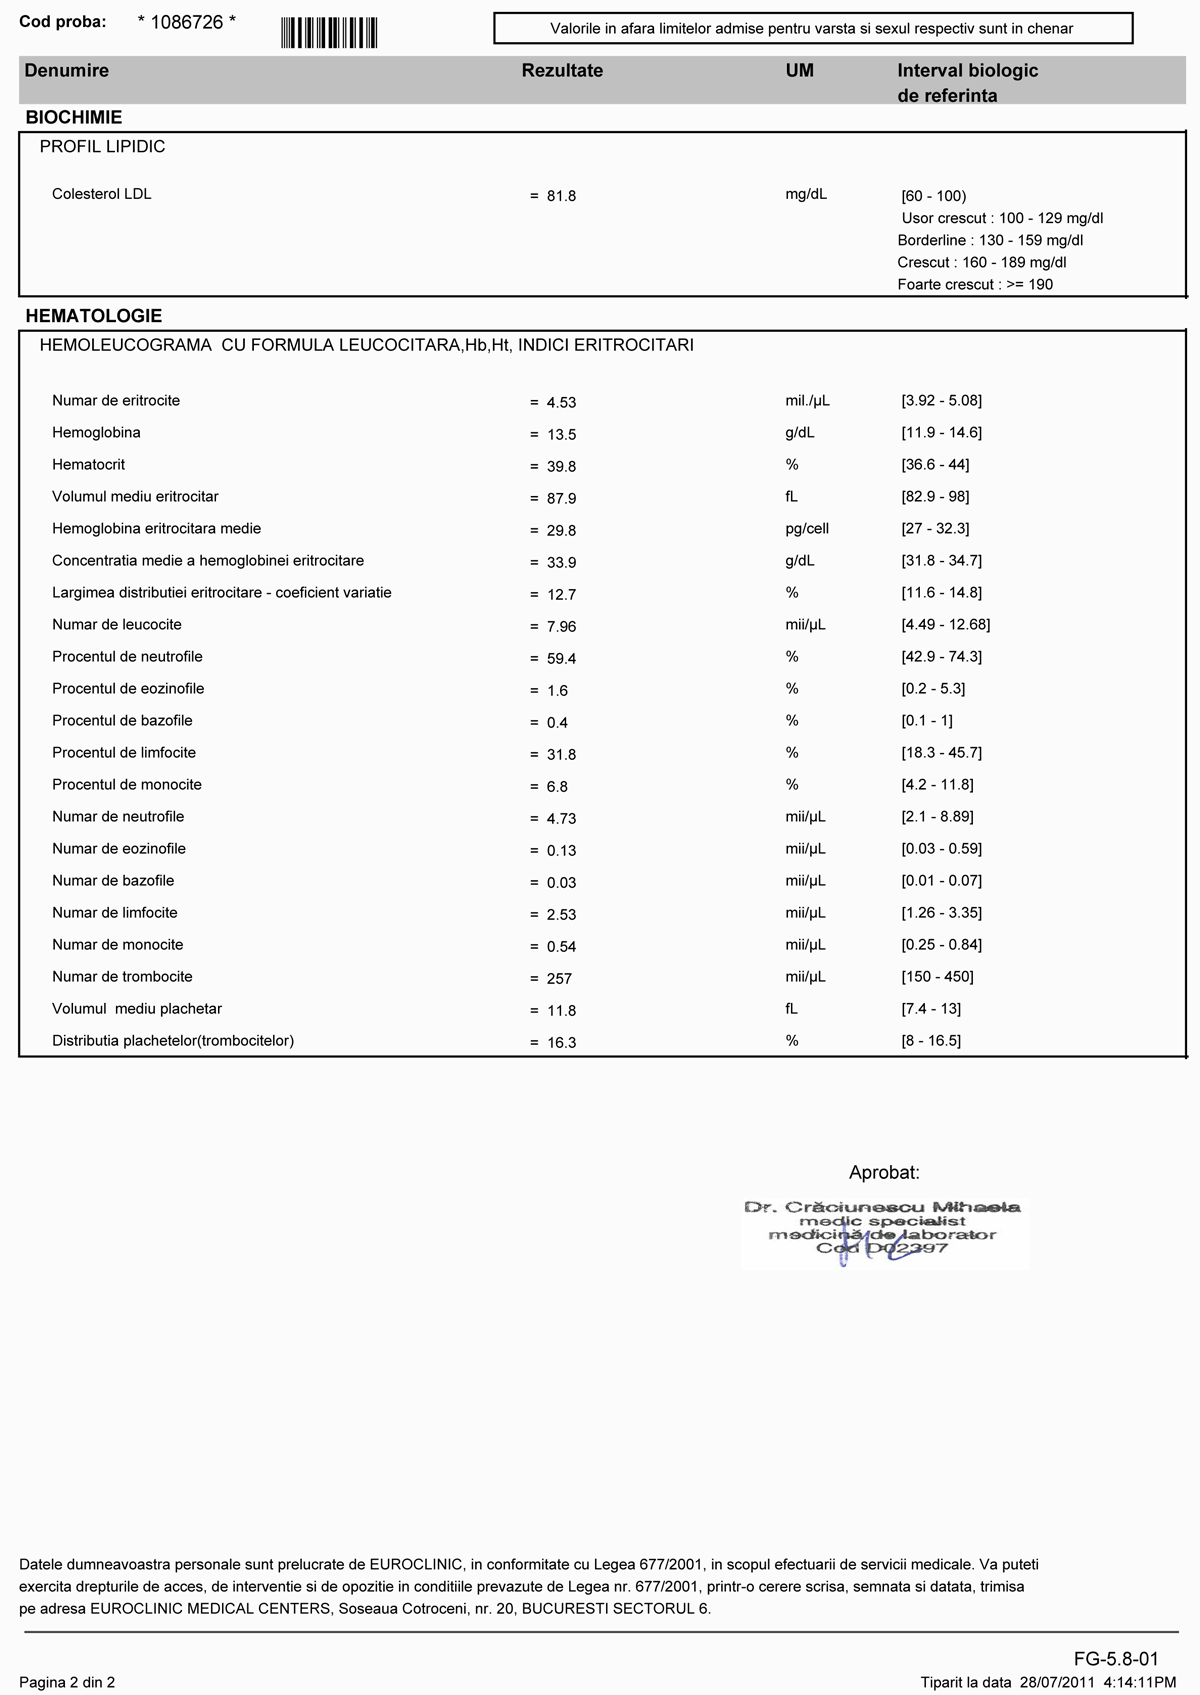 Cod proba: * 1086726 * Valorile in afara limitelor admise pentru varsta si sexul respectiv sunt in chenar
Denumire Rezultate UM Interval biologic
de referinta
BIOCHIMIE
PROFIL LIPIDIC
Colesterol LDL = 81.8 mg/dL [60 - 100)
Usor crescut : 100 - 129 mg/dl
Borderline : 130 - 159 mg/dl
Crescut : 160 - 189 mg/dl
Foarte crescut : >= 190
HEMATOLOGIE
HEMOLEUCOGRAMA CU FORMULA LEUCOCITARA,Hb,Ht, INDICI ERITROCITARI
Numar de eritrocite = 4.53 mil./µL [3.92 - 5.08]
Hemoglobina = 13.5 g/dL [11.9 - 14.6]
Hematocrit = 39.8 % [36.6 - 44]
Volumul mediu eritrocitar = 87.9 fL [82.9 - 98]
Hemoglobina eritrocitara medie = 29.8 pg/cell [27 - 32.3]
Concentratia medie a hemoglobinei eritrocitare = 33.9 g/dL [31.8 - 34.7]
Largimea distributiei eritrocitare - coeficient variatie = 12.7 % [11.6 - 14.8]
Numar de leucocite = 7.96 mii/µL [4.49 - 12.68]
Procentul de neutrofile = 59.4 % [42.9 - 74.3]
Procentul de eozinofile = 1.6 % [0.2 - 5.3]
Procentul de bazofile = 0.4 % [0.1 - 1]
Procentul de limfocite = 31.8 % [18.3 - 45.7]
Procentul de monocite = 6.8 % [4.2 - 11.8]
Numar de neutrofile = 4.73 mii/µL [2.1 - 8.89]
Numar de eozinofile = 0.13 mii/µL [0.03 - 0.59]
Numar de bazofile = 0.03 mii/µL [0.01 - 0.07]
Numar de limfocite = 2.53 mii/µL [1.26 - 3.35]
Numar de monocite = 0.54 mii/µL [0.25 - 0.84]
Numar de trombocite = 257 mii/µL [150 - 450]
Volumul mediu plachetar = 11.8 fL [7.4 - 13]
Distributia plachetelor(trombocitelor) = 16.3 % [8 - 16.5]
Aprobat:
Dr. Crăciunescu Mihaela
medic specialist
medicină de laborator
Cod D02397
Datele dumneavoastra personale sunt prelucrate de EUROCLINIC, in conformitate cu Legea 677/2001, in scopul efectuarii de servicii medicale. Va puteti
exercita drepturile de acces, de interventie si de opozitie in conditiile prevazute de Legea nr. 677/2001, printr-o cerere scrisa, semnata si datata, trimisa
pe adresa EUROCLINIC MEDICAL CENTERS, Soseaua Cotroceni, nr. 20, BUCURESTI SECTORUL 6.
FG-5.8-01
Pagina 2 din 2 Tiparit la data 28/07/2011 4:14:11PM